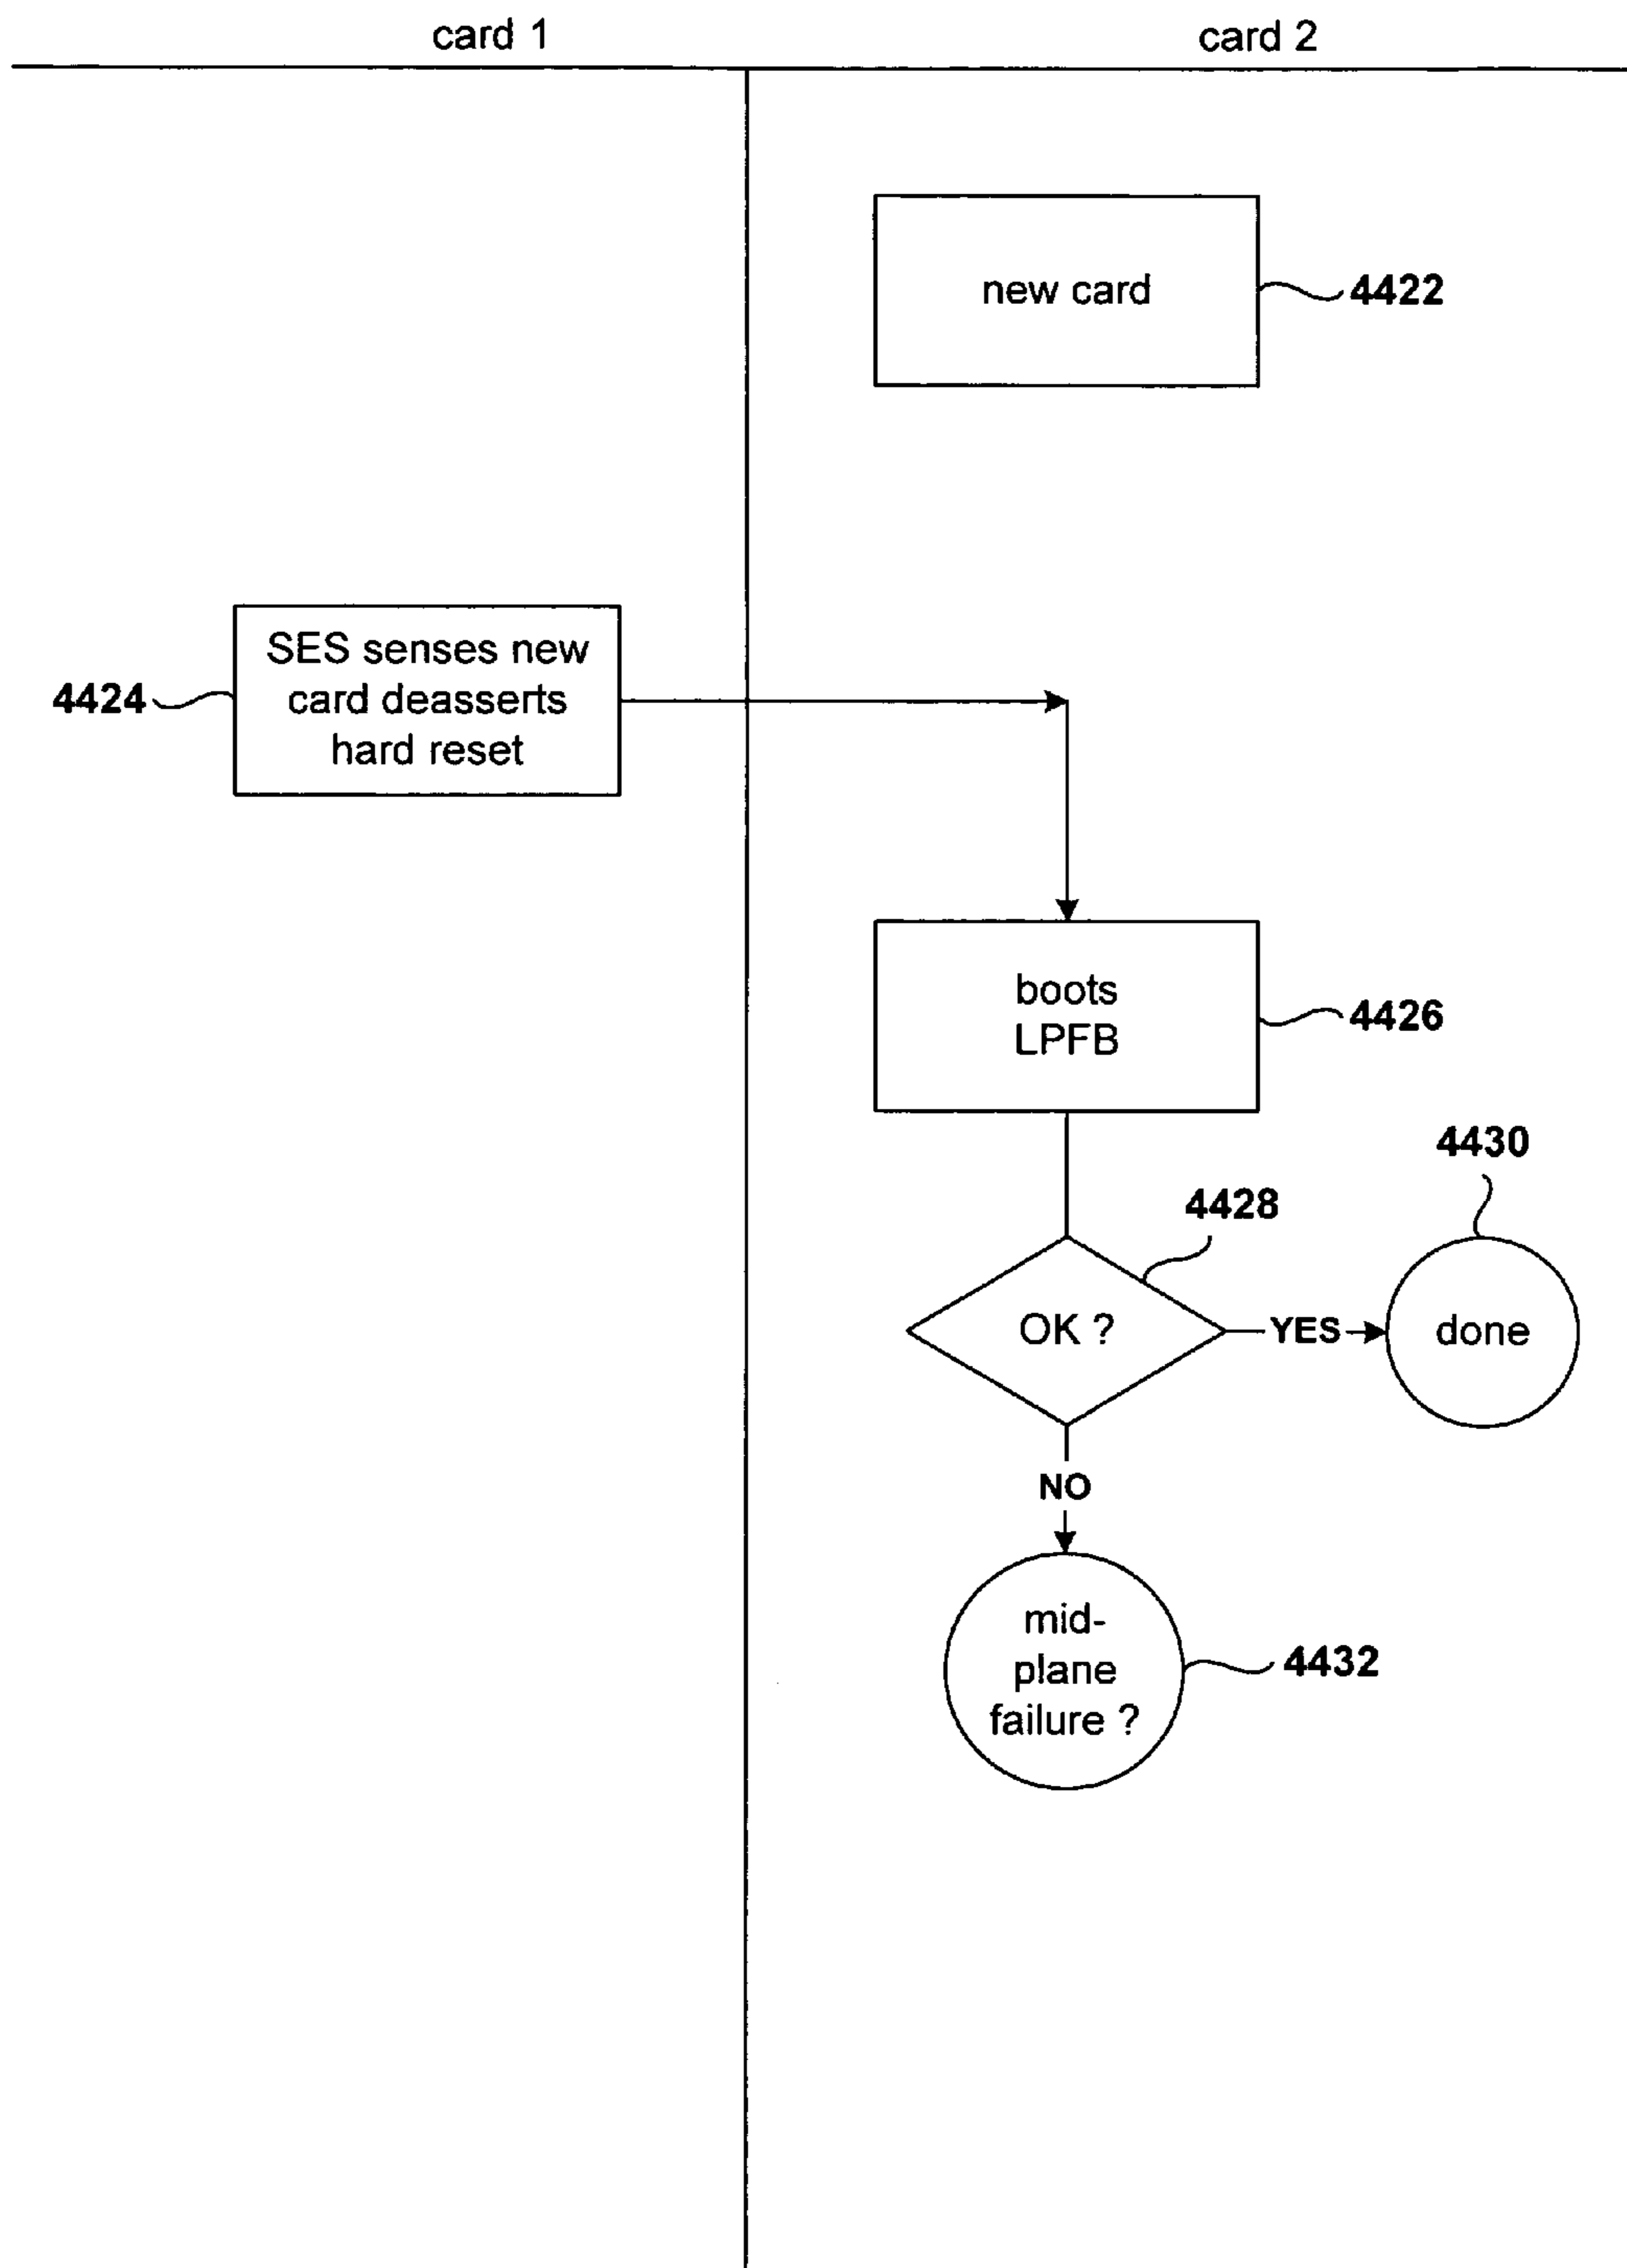 card 1
card 2
new card
4422
SES senses new
card deasserts
hard reset
4424
boots
LPFB
4426
4430
4428
OK ?
YES
done
NO
mid-
plane
failure ?
4432